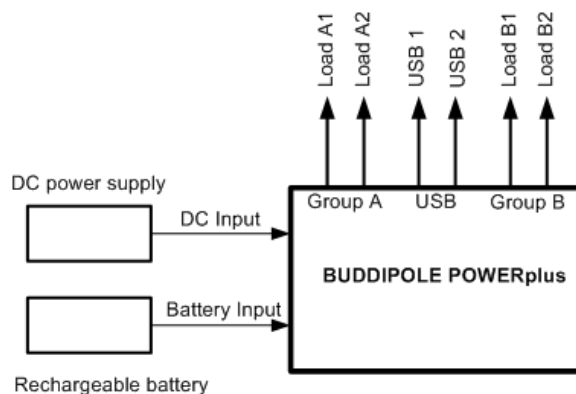 Load A1
Load A2
USB 1
USB 2
Load B1
Load B2
Group A
USB
Group B
DC power supply
DC Input
BUDDIPOLE POWERplus
Battery Input
Rechargeable battery